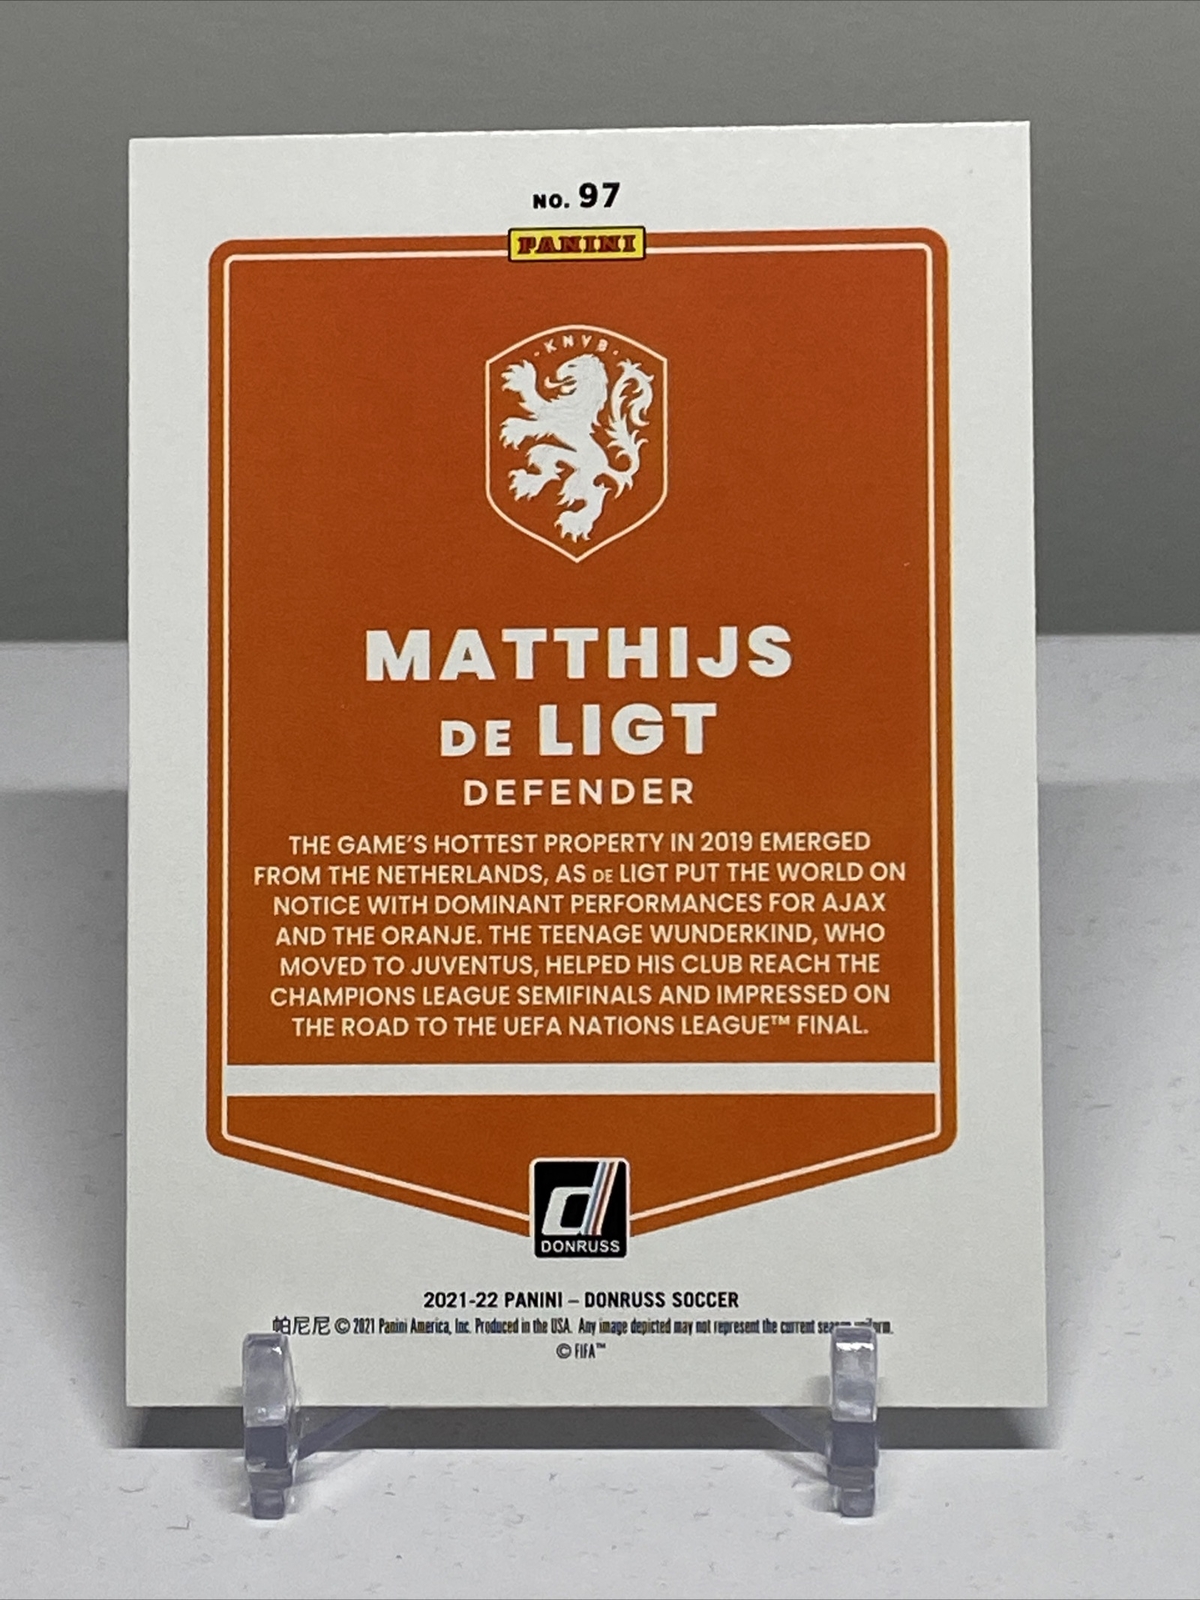 NO. 97
PANINI
KNVB
MATTHIJS
DE LIGT
DEFENDER
THE GAME'S HOTTEST PROPERTY IN 2019 EMERGED
FROM THE NETHERLANDS, AS DE LIGT PUT THE WORLD ON
NOTICE WITH DOMINANT PERFORMANCES FOR AJAX
AND THE ORANJE. THE TEENAGE WUNDERKIND, WHO
MOVED TO JUVENTUS, HELPED HIS CLUB REACH THE
CHAMPIONS LEAGUE SEMIFINALS AND IMPRESSED ON
THE ROAD TO THE UEFA NATIONS LEAGUE™ FINAL.
d
DONRUSS
2021-22 PANINI – DONRUSS SOCCER
帕尼尼 © 2021 Panini America, Inc. Produced in the USA. Any image depicted may not represent the current season uniform.
© FIFA™